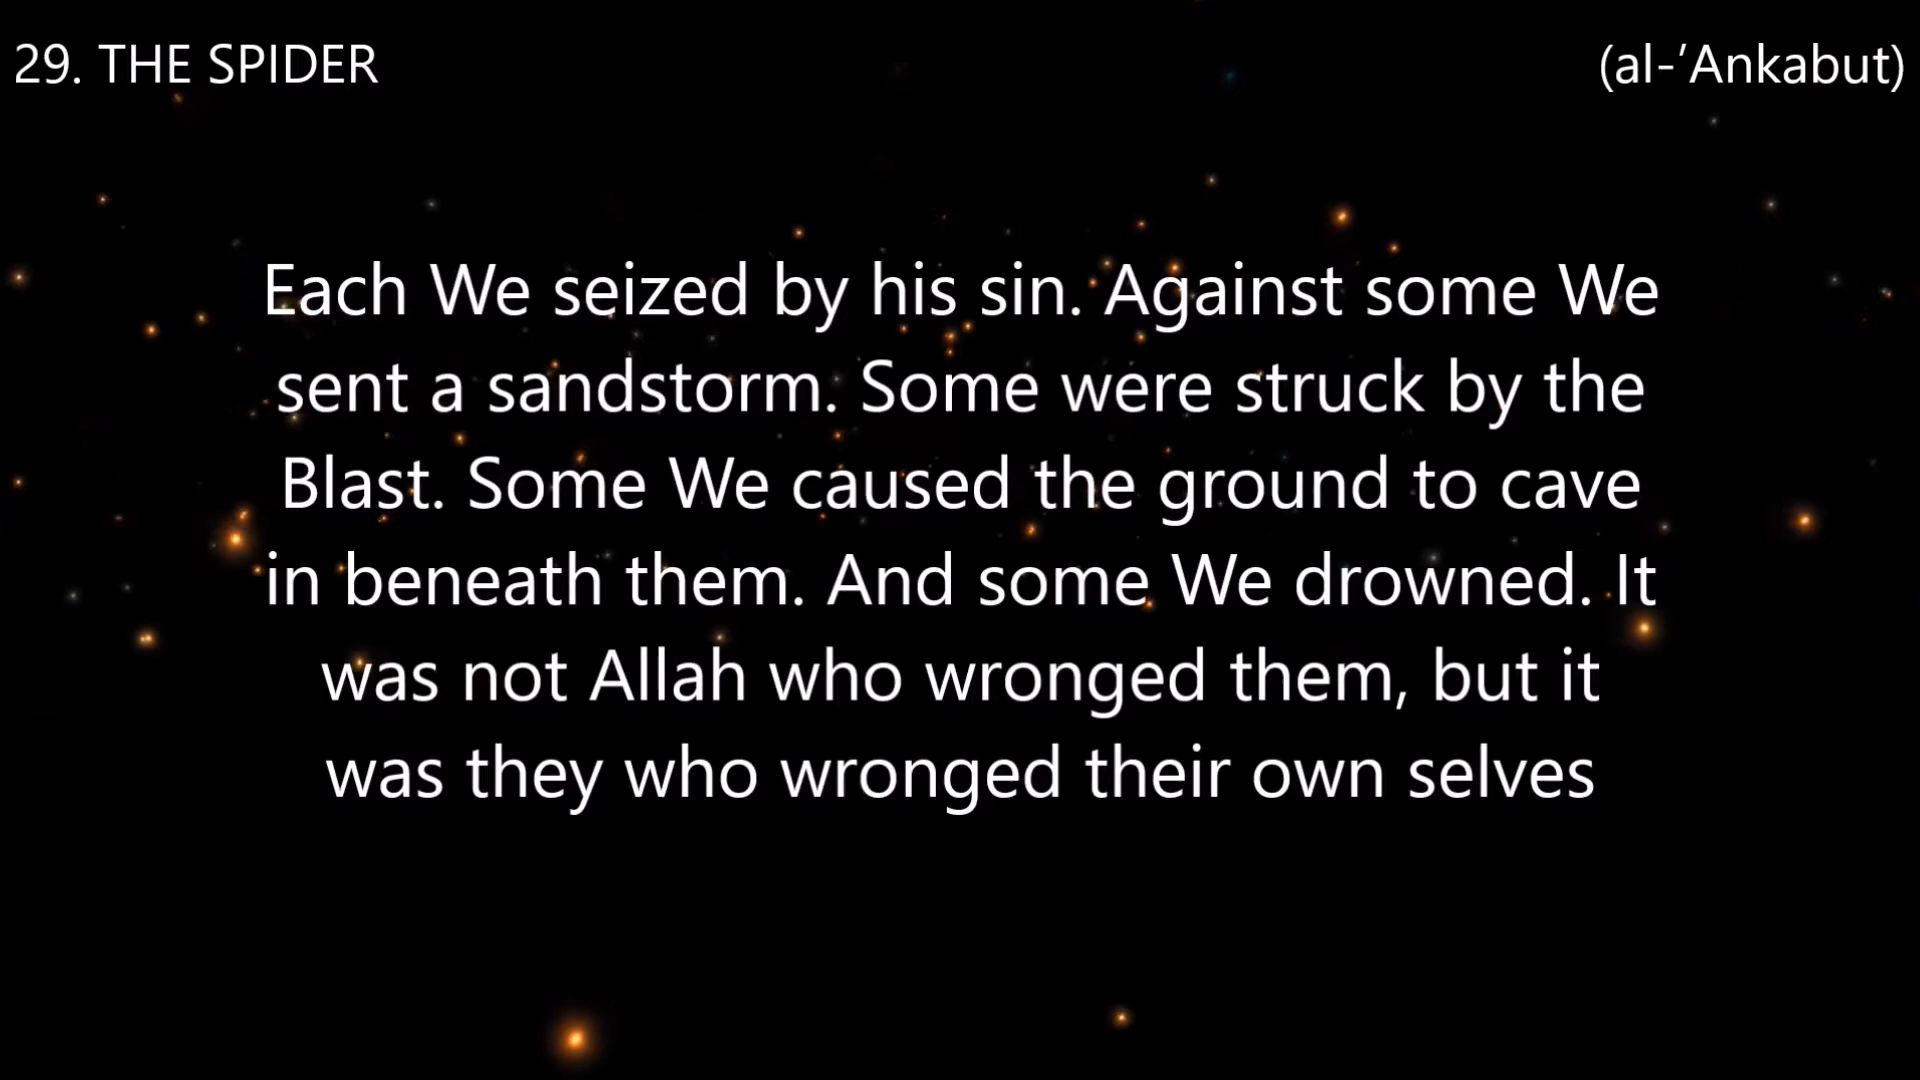 29. THE SPIDER
(al-’Ankabut)
Each We seized by his sin. Against some We
sent a sandstorm. Some were struck by the
Blast. Some We caused the ground to cave
in beneath them. And some We drowned. It
was not Allah who wronged them, but it
was they who wronged their own selves